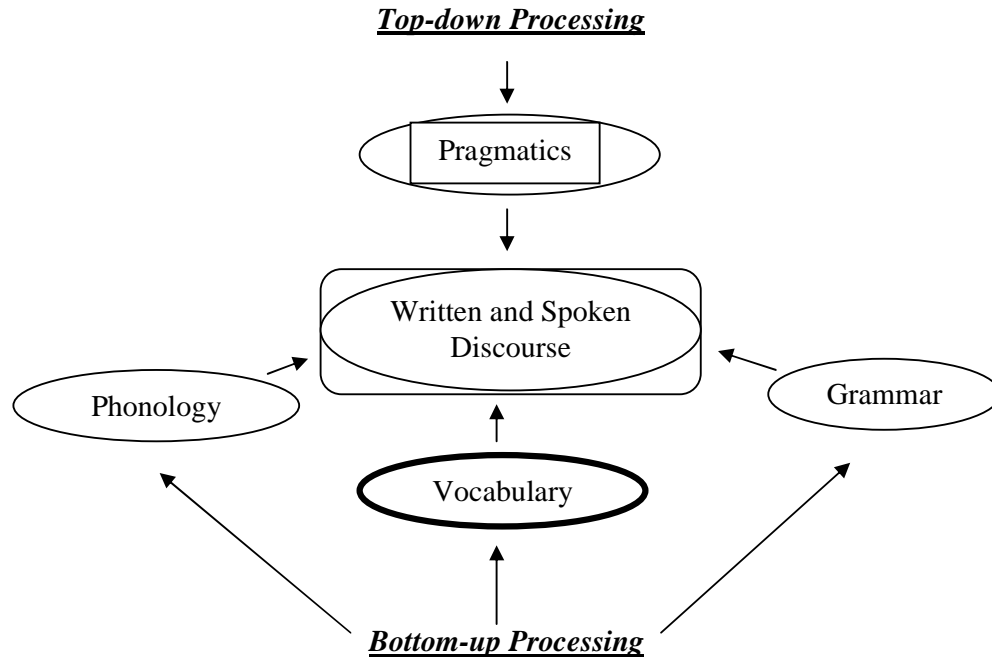 Top-down Processing
Pragmatics
Written and Spoken
Discourse
Phonology
Grammar
Vocabulary
Bottom-up Processing